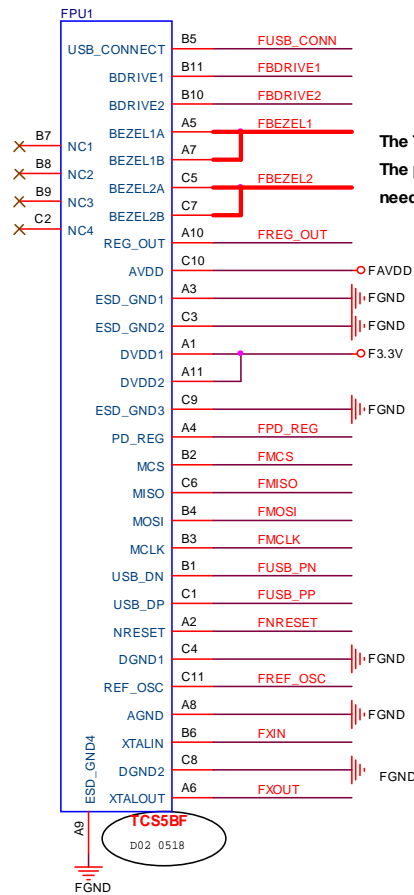 FPU1
USB_CONNECT B5 FUSB_CONN
BDRIVE1 B11 FBDRIVE1
BDRIVE2 B10 FBDRIVE2
BEZEL1A A5 FBEZEL1
B7 NC1 BEZEL1B A7
The
B8 NC2 BEZEL2A C5 FBEZEL2
The
B9 NC3 BEZEL2B C7
need
C2 NC4 REG_OUT A10 FREG_OUT
AVDD C10 FAVDD
ESD_GND1 A3 FGND
ESD_GND2 C3 FGND
DVDD1 A1 F3.3V
DVDD2 A11
ESD_GND3 C9 FGND
PD_REG A4 FPD_REG
MCS B2 FMCS
MISO C6 FMISO
MOSI B4 FMOSI
MCLK B3 FMCLK
USB_DN B1 FUSB_PN
USB_DP C1 FUSB_PP
NRESET A2 FNRESET
DGND1 C4 FGND
REF_OSC C11 FREF_OSC
AGND A8 FGND
XTALIN B6 FXIN
DGND2 C8 FGND
XTALOUT A6 FXOUT
ESD_GND4
A9
TCS5BF
D02 0518
FGND